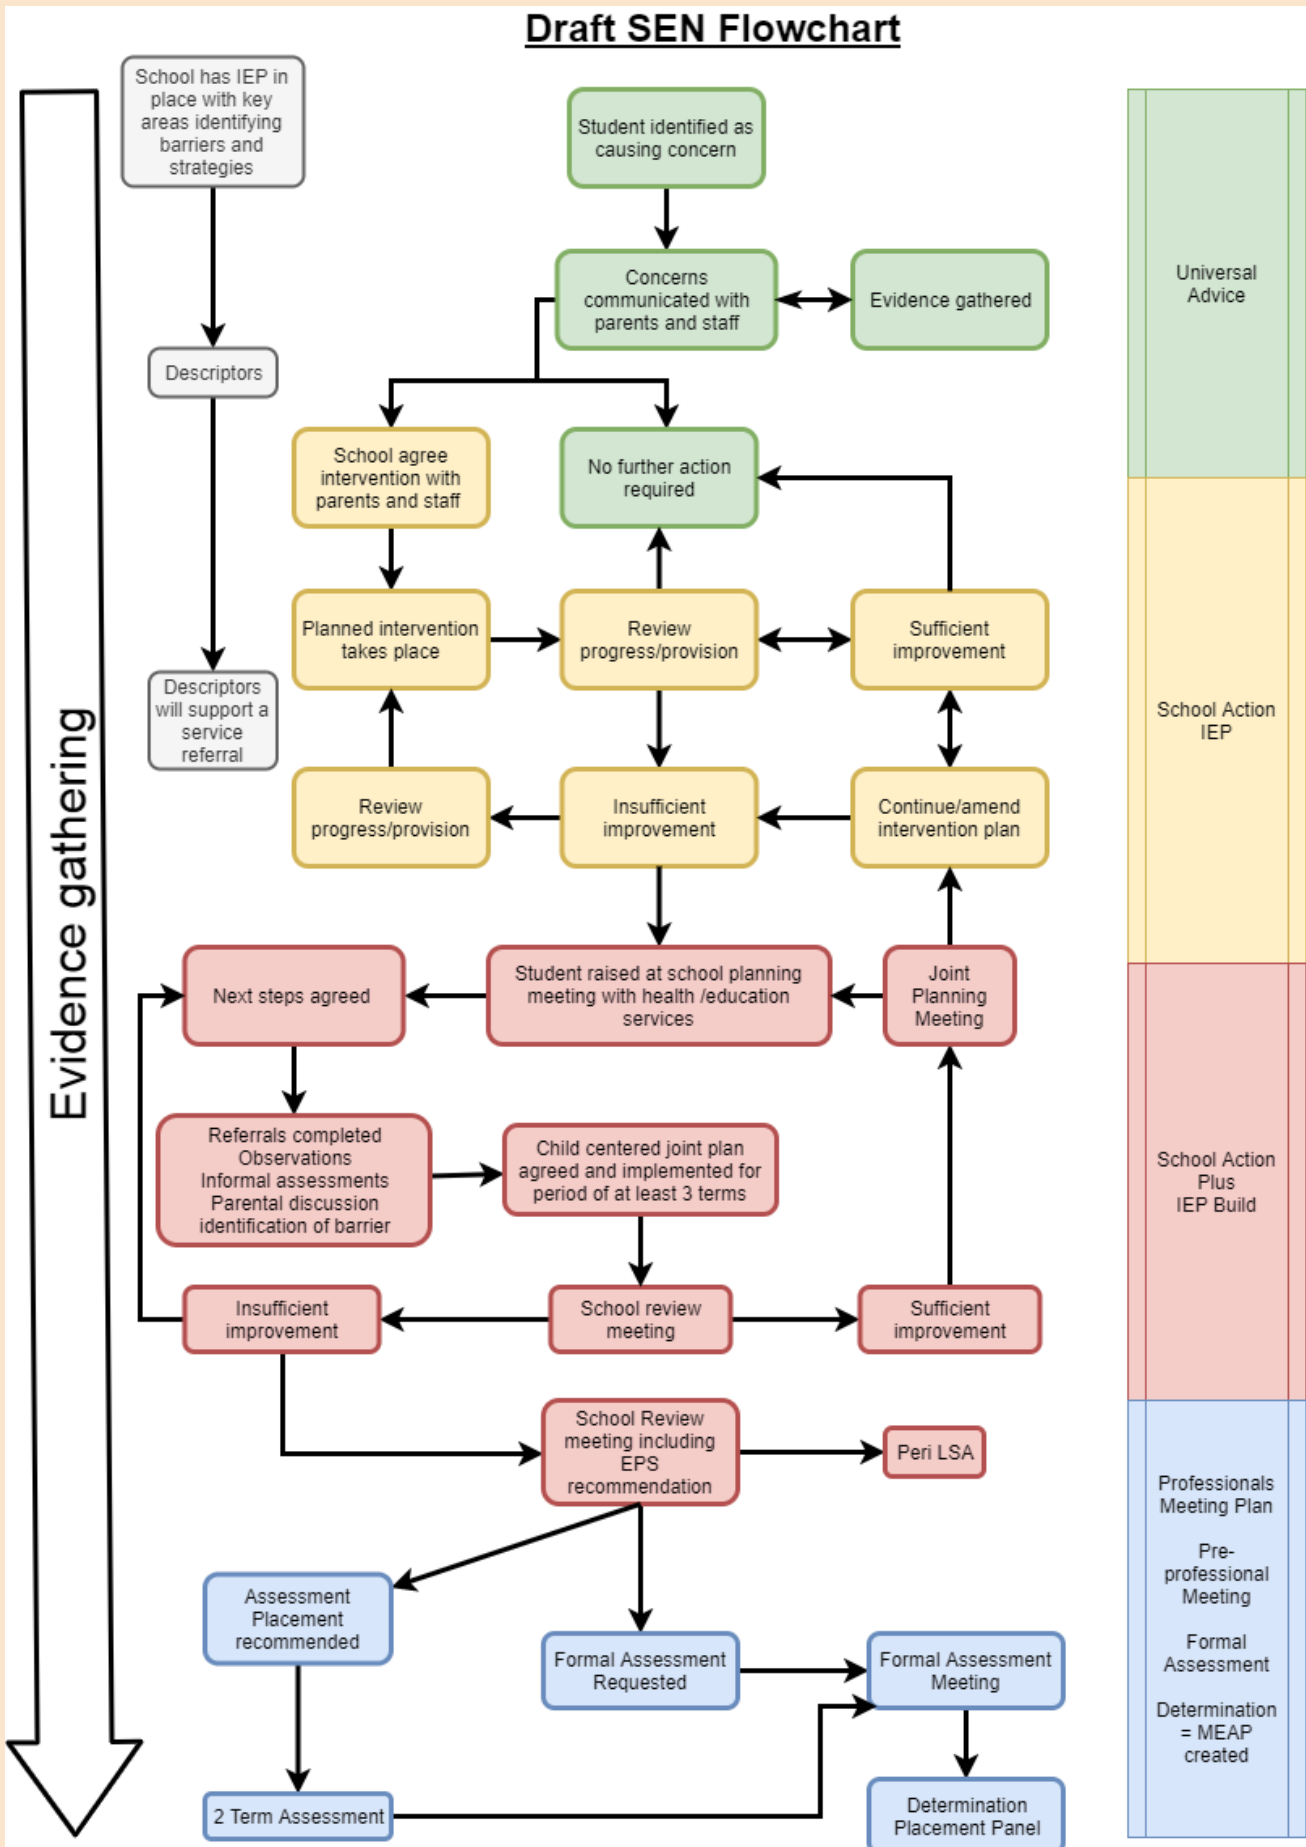 Draft SEN Flowchart
School has IEP in
place with key
areas identifying
barriers and
strategies
Student identified as
causing concern
Concerns
communicated with
parents and staff
Evidence gathered
Universal
Advice
Descriptors
School agree
intervention with
parents and staff
No further action
required
Planned intervention
takes place
Review
progress/provision
Sufficient
improvement
Descriptors
will support a
service
referral
School Action
IEP
Review
progress/provision
Insufficient
improvement
Continue/amend
intervention plan
Evidence gathering
Next steps agreed
Student raised at school planning
meeting with health /education
services
Joint
Planning
Meeting
Referrals completed
Observations
Informal assessments
Parental discussion
identification of barrier
Child centered joint plan
agreed and implemented for
period of at least 3 terms
School Action
Plus
IEP Build
Insufficient
improvement
School review
meeting
Sufficient
improvement
School Review
meeting including
EPS
recommendation
Peri LSA
Professionals
Meeting Plan
Pre-
professional
Meeting
Formal
Assessment
Determination
= MEAP
created
Assessment
Placement
recommended
Formal Assessment
Requested
Formal Assessment
Meeting
2 Term Assessment
Determination
Placement Panel